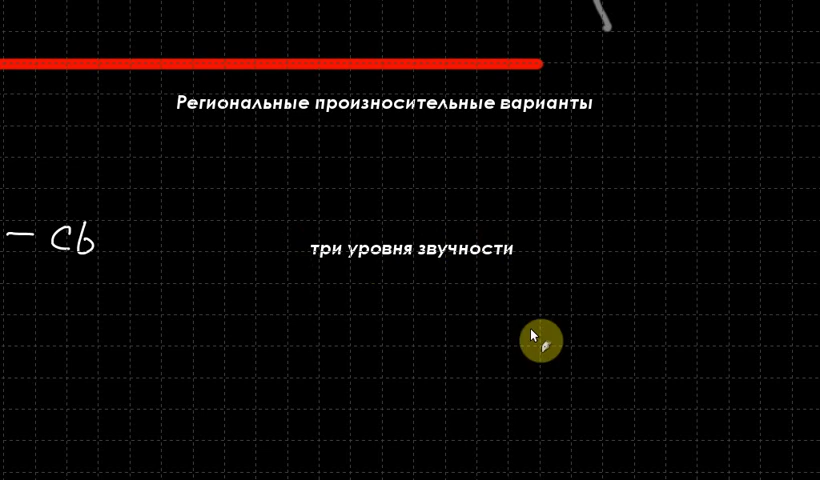 Региональные произносительные варианты
— сь
три уровня звучности